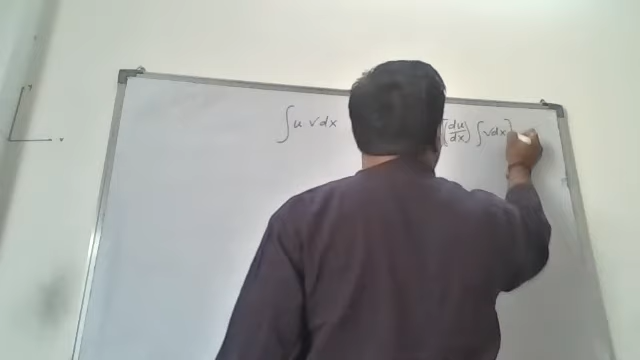 ∫ u v dx [(du/dx) ∫ v dx]